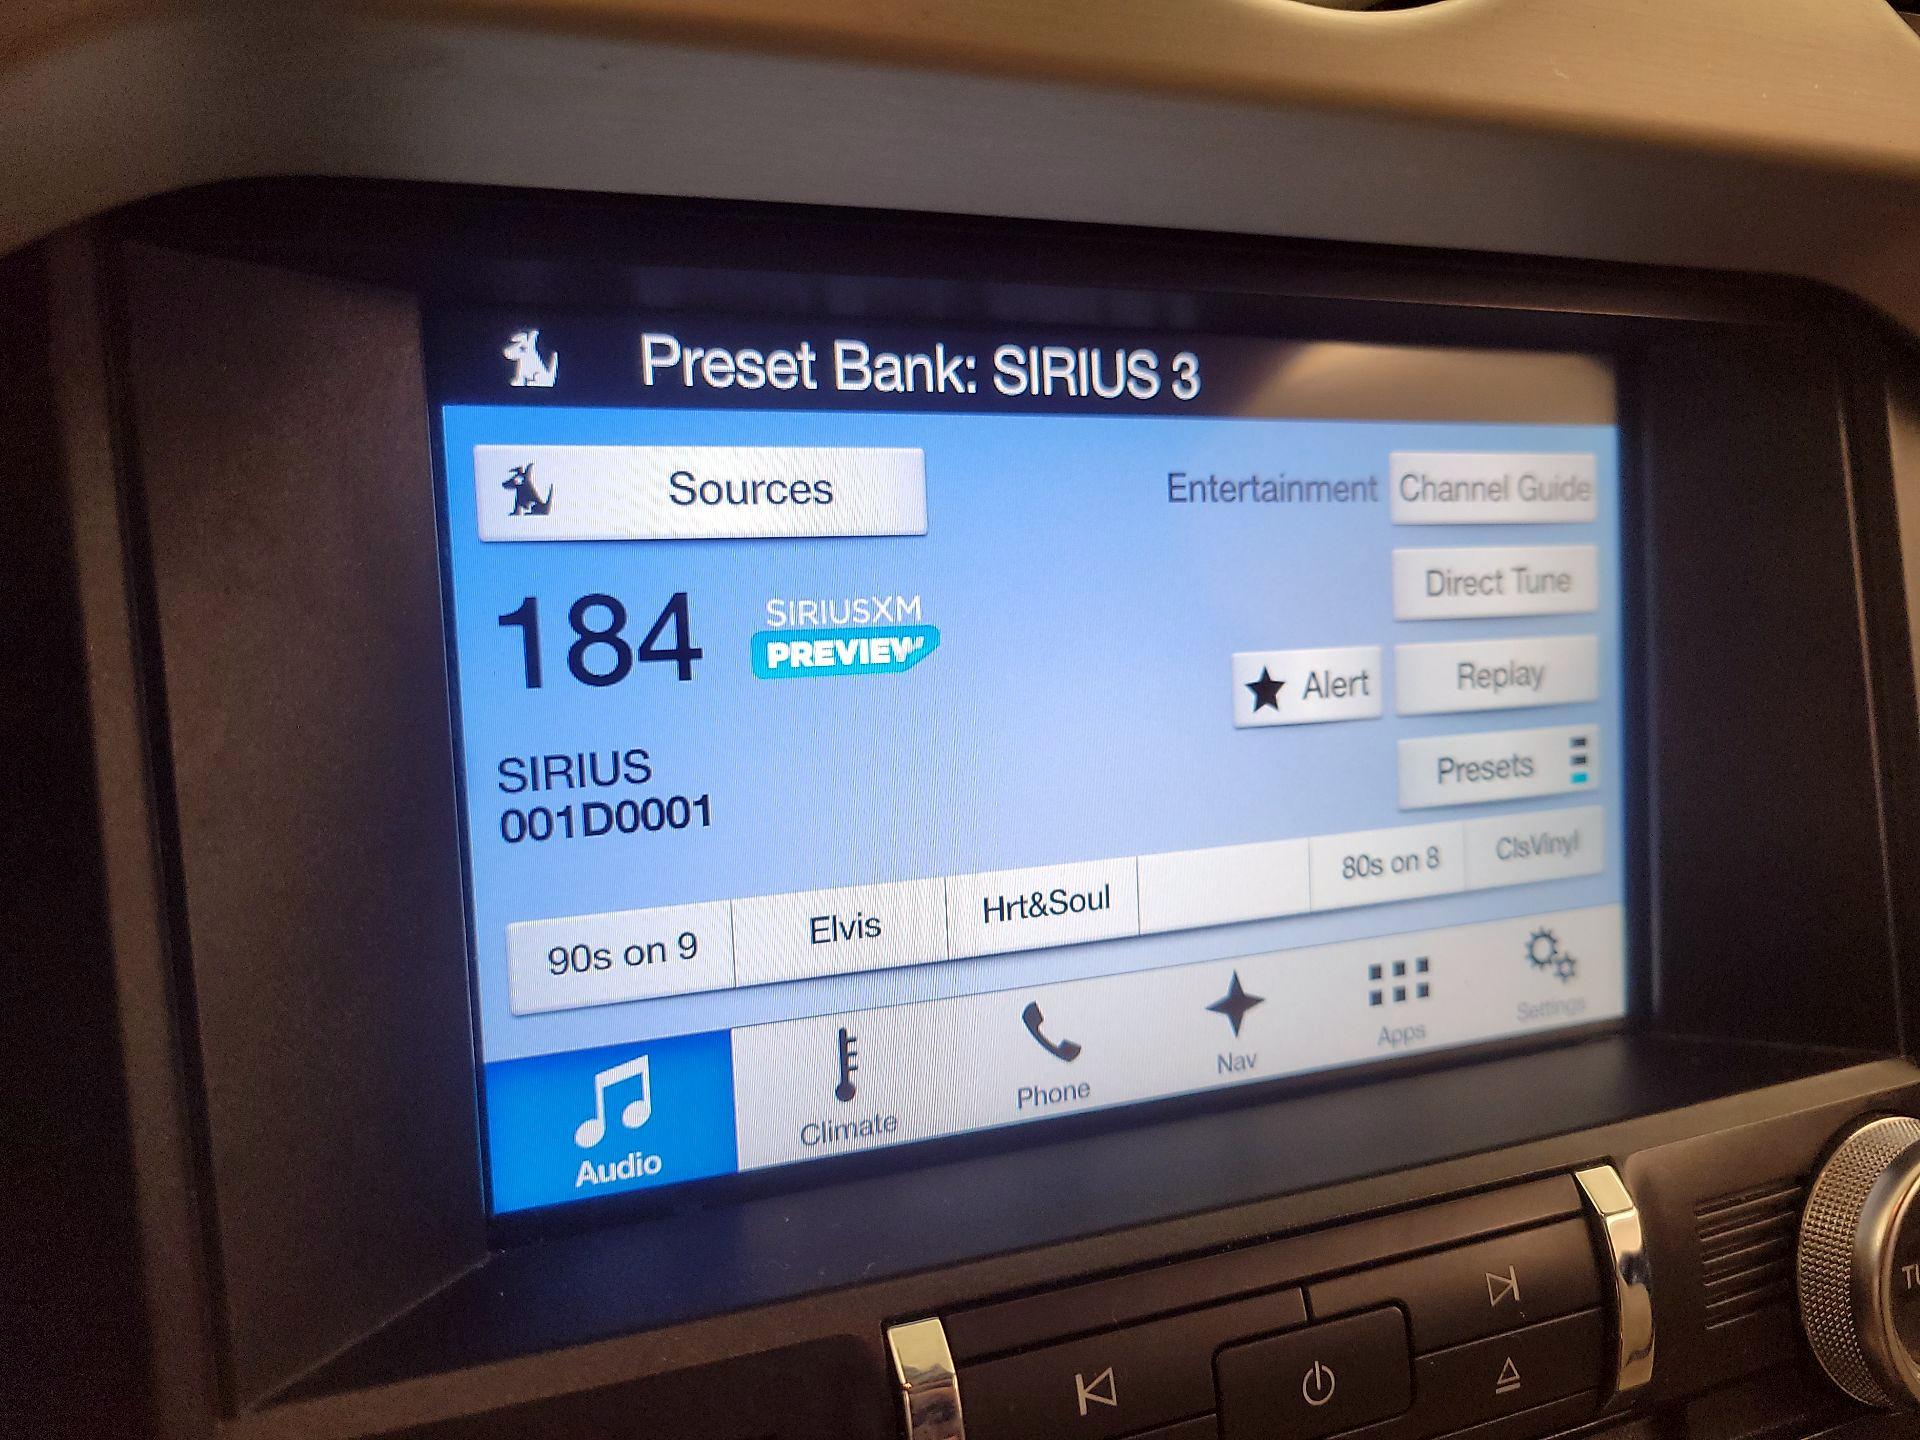 Preset Bank: SIRIUS 3
Sources
Entertainment
Channel Guide
184
SIRIUSXM
PREVIEW
Direct Tune
Alert
Replay
SIRIUS
001D0001
Presets
90s on 9
Elvis
Hrt&Soul
80s on 8
ClsVinyl
Audio
Climate
Phone
Nav
Apps
Settings